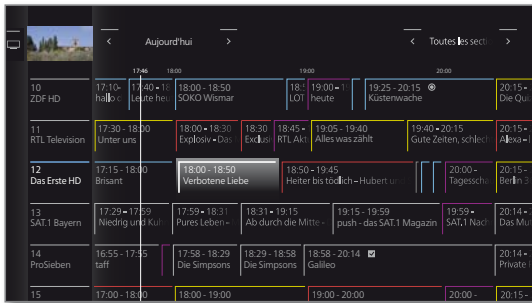 < Aujourd'hui > < Toutes les secti
17:46 18:00 19:00 20:00
10 17:10- 17:40-18 18:00 - 18:50 18: 19:00 - 1 19:25 - 20:15 20:15 -
ZDF HD hallo d Leute heu SOKO Wismar LOT heute Küstenwache Die Qui
11 17:30 - 18:00 18:00 - 18:30 18:30 18:45 - 19:05 - 19:40 19:40 - 20:15 20:15 -
RTL Television Unter uns Explosiv - Das Exclusi RTL Akt Alles was zählt Gute Zeiten, schlech Alexa - I
12 17:15 - 18:00 18:00 - 18:50 18:50 - 19:45 20:00 - 20:15 -
Das Erste HD Brisant Verbotene Liebe Heiter bis tödlich - Hubert un Tagesscha Berlin 3
13 17:29 - 17:59 17:59 - 18:31 18:31 - 19:15 19:15 - 19:59 19:59 - 20:14 -
SAT.1 Bayern Niedrig und Kuh Pures Leben - Ab durch die Mitte - push - das SAT.1 Magazin SAT.1 Nach Das Mu
14 16:55 - 17:55 17:58 - 18:29 18:29 - 18:58 18:58 - 20:14 20:14 -
ProSieben taff Die Simpsons Die Simpsons Galileo Private
15 17:00 - 18:00 18:00 - 19:00 19:00 - 20:00 20:00 - 20:15 -